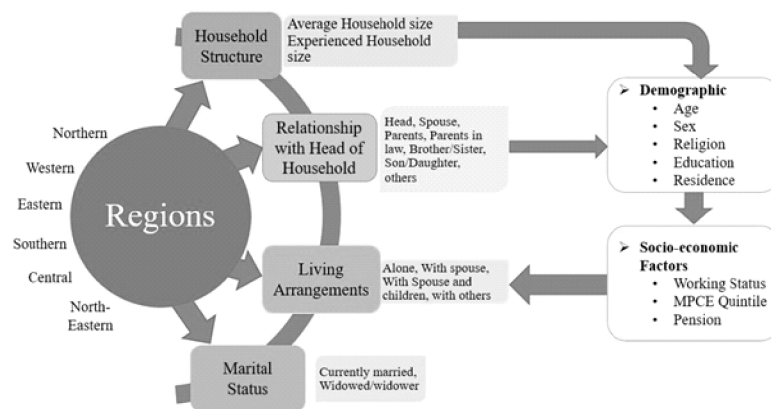 Household
Structure
Average Household size
Experienced Household
size
Northern
Western
Eastern
Southern
Central
North-
Eastern
Regions
Relationship
with Head of
Household
Head, Spouse,
Parents, Parents in
law, Brother/Sister,
Son/Daughter,
others
Living
Arrangements
Alone, With spouse,
With Spouse and
children, with others
Marital
Status
Currently married,
Widowed/widower
➢ Demographic
• Age
• Sex
• Religion
• Education
• Residence
➢ Socio-economic
Factors
• Working Status
• MPCE Quintile
• Pension